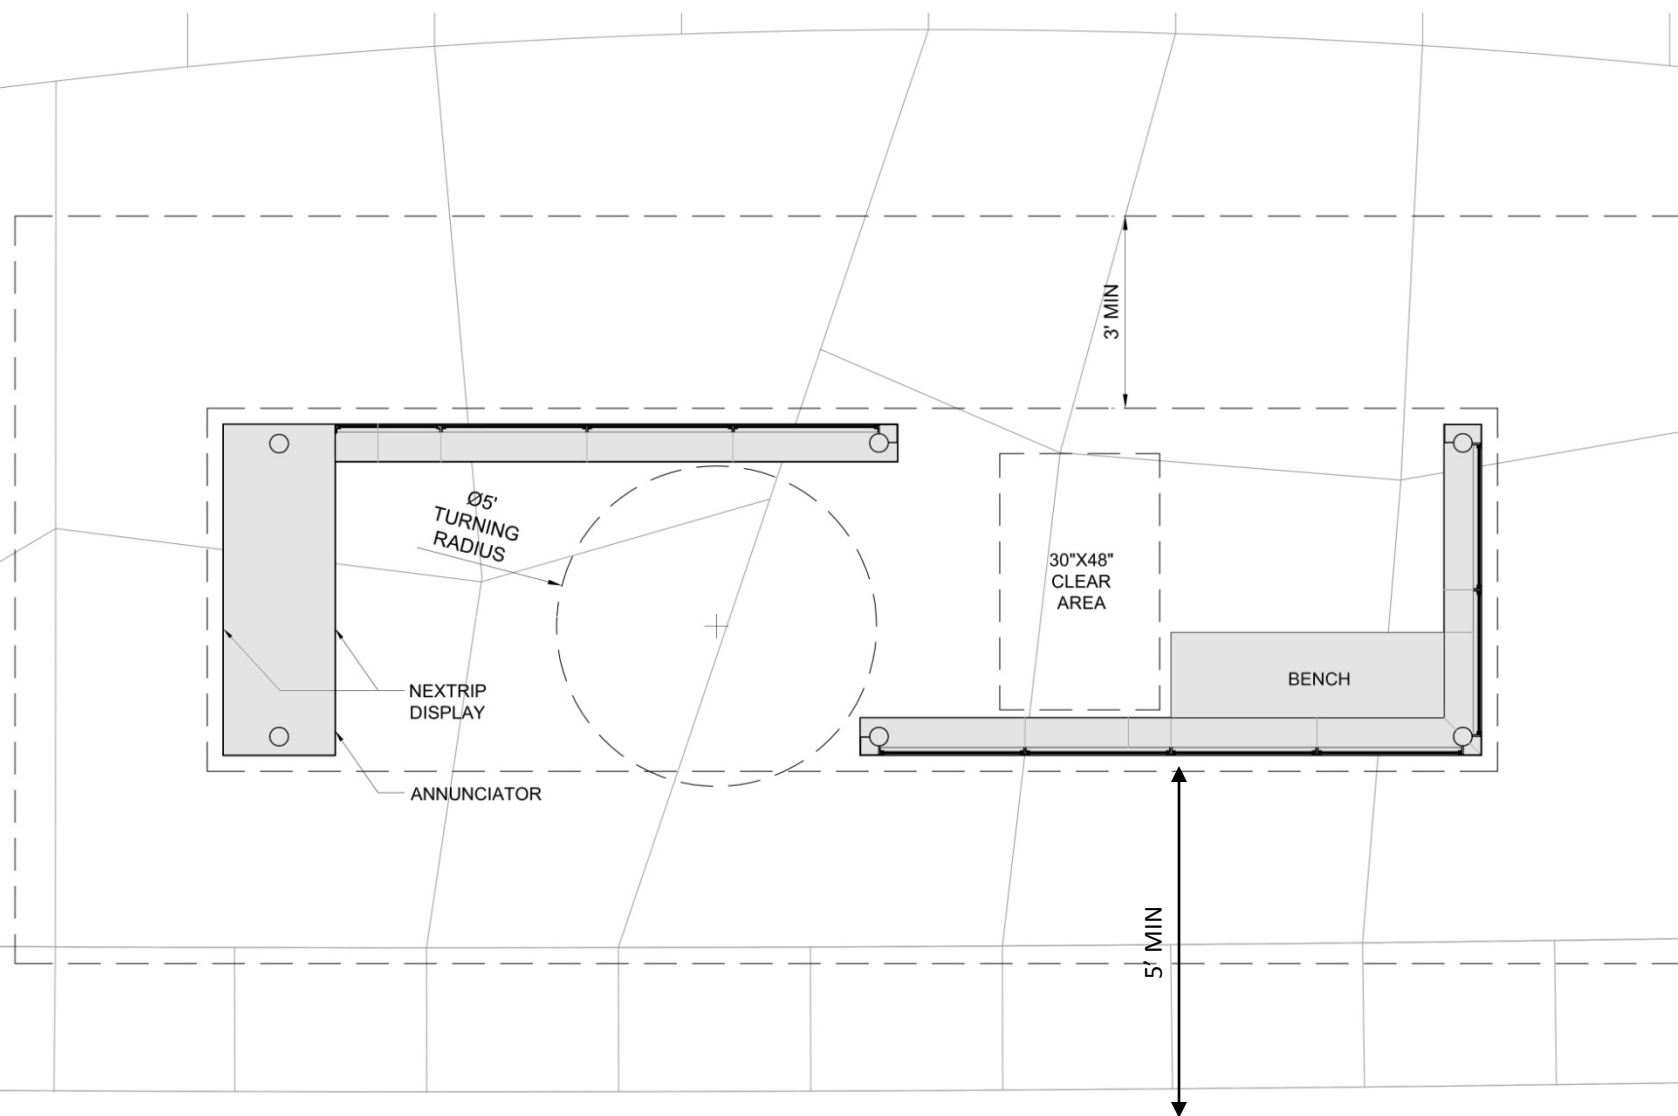 3' MIN
Ø5'
TURNING
RADIUS
30"X48"
CLEAR
AREA
BENCH
NEXTRIP
DISPLAY
ANNUNCIATOR
5’ MIN